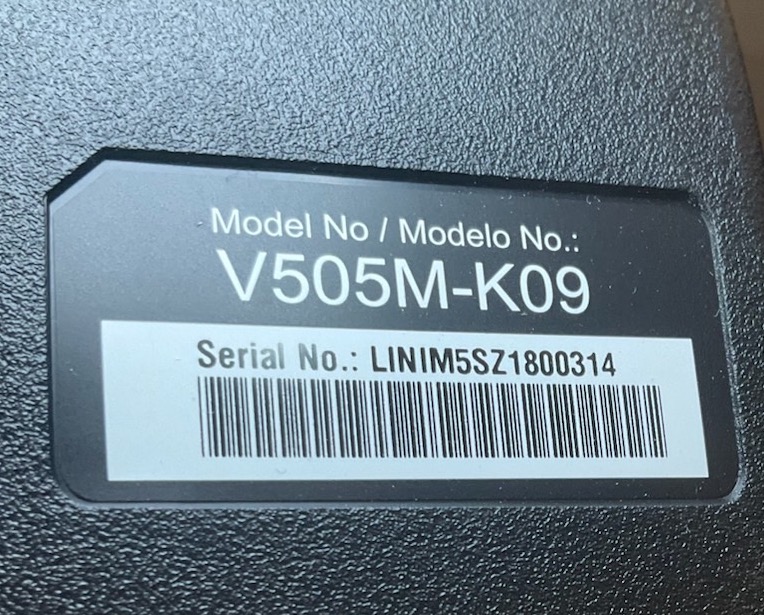 Model No / Modelo No.:
V505M-K09
Serial No.: LINIM5SZ1800314